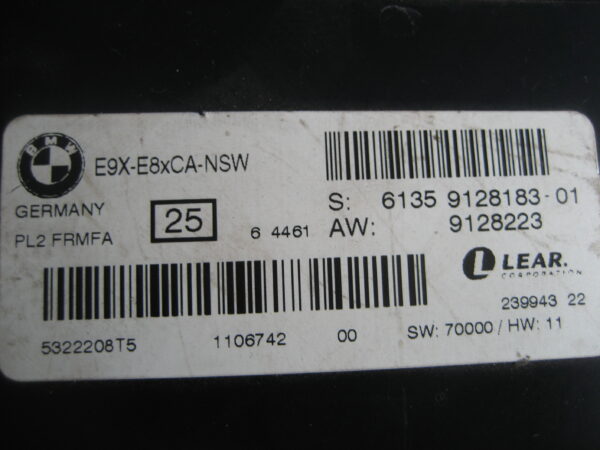 BMW
E9X-E8xCA-NSW
S: 6135 9128183-01
GERMANY
25
6 4461
AW: 9128223
PL2 FRMFA
LEAR.
CORPORATION
239943 22
5322208T5 1106742 00 SW: 70000 / HW: 11